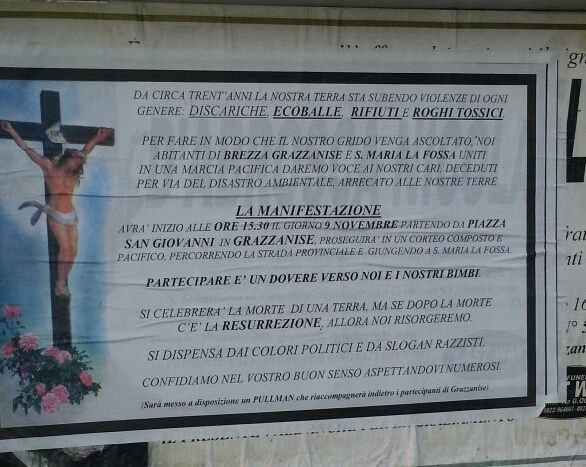 DA CIRCA TRENT'ANNI LA NOSTRA TERRA STA SUBENDO VIOLENZE DI OGNI
GENERE: DISCARICHE, ECOBALLE, RIFIUTI E ROGHI TOSSICI.
PER FARE IN MODO CHE IL NOSTRO GRIDO VENGA ASCOLTATO, NOI
ABITANTI DI BREZZA GRAZZANISE E S. MARIA LA FOSSA UNITI
IN UNA MARCIA PACIFICA DAREMO VOCE AI NOSTRI CARI, DECEDUTI
PER VIA DEL DISASTRO AMBIENTALE, ARRECATO ALLE NOSTRE TERRE
LA MANIFESTAZIONE
AVRA' INIZIO ALLE ORE 15.30 IL GIORNO 9 NOVEMBRE PARTENDO DA PIAZZA
SAN GIOVANNI IN GRAZZANISE, PROSEGUIRA' IN UN CORTEO COMPOSTO E
PACIFICO, PERCORRENDO LA STRADA PROVINCIALE E GIUNGENDO A S. MARIA LA FOSSA.
PARTECIPARE E' UN DOVERE VERSO NOI E I NOSTRI BIMBI.
SI CELEBRERA' LA MORTE DI UNA TERRA, MA SE DOPO LA MORTE
C'E' LA RESURREZIONE, ALLORA NOI RISORGEREMO.
SI DISPENSA DAI COLORI POLITICI E DA SLOGAN RAZZISTI.
CONFIDIAMO NEL VOSTRO BUON SENSO ASPETTANDOVI NUMEROSI.
(Sarà messo a disposizione un PULLMAN che riaccompagnerà indietro i partecipanti di Grazzanise)